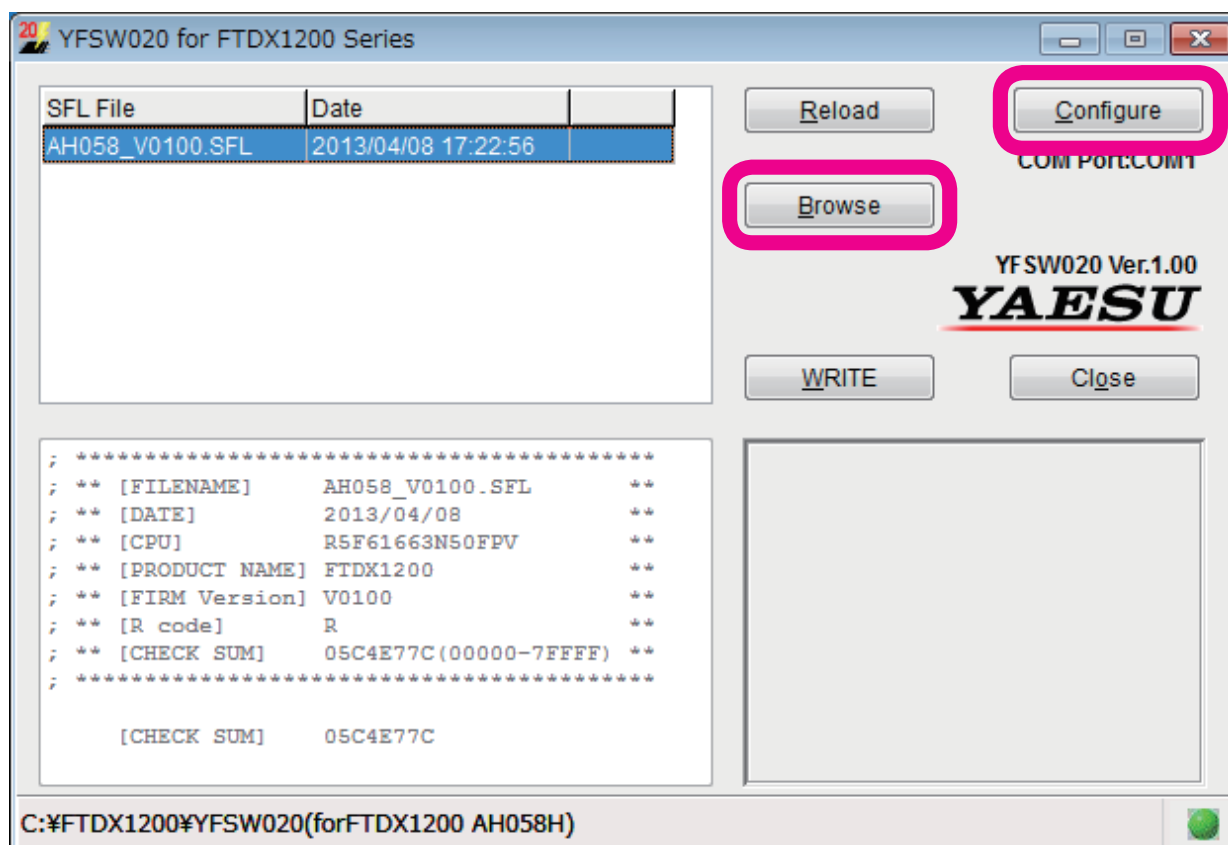 20 YFSW020 for FTDX1200 Series
SFL File Date
AH058_V0100.SFL 2013/04/08 17:22:56
Reload
Configure
COM Port:COM1
Browse
YFSW020 Ver.1.00
YAESU
WRITE
Close
; ******************************************
; ** [FILENAME] AH058_V0100.SFL **
; ** [DATE] 2013/04/08 **
; ** [CPU] R5F61663N50FPV **
; ** [PRODUCT NAME] FTDX1200 **
; ** [FIRM Version] V0100 **
; ** [R code] R **
; ** [CHECK SUM] 05C4E77C(00000-7FFFF) **
; ******************************************
[CHECK SUM] 05C4E77C
C:¥FTDX1200¥YFSW020(forFTDX1200 AH058H)